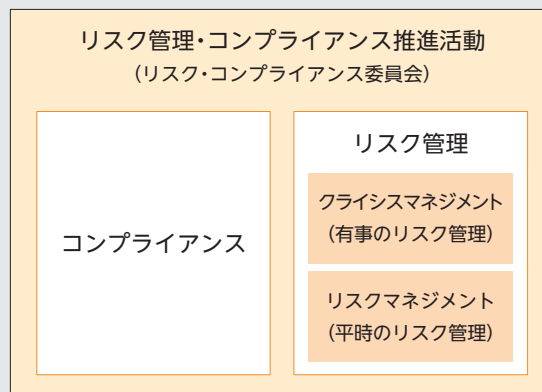 リスク管理・コンプライアンス推進活動
(リスク・コンプライアンス委員会)
コンプライアンス
リスク管理
クライシスマネジメント
(有事のリスク管理)
リスクマネジメント
(平時のリスク管理)